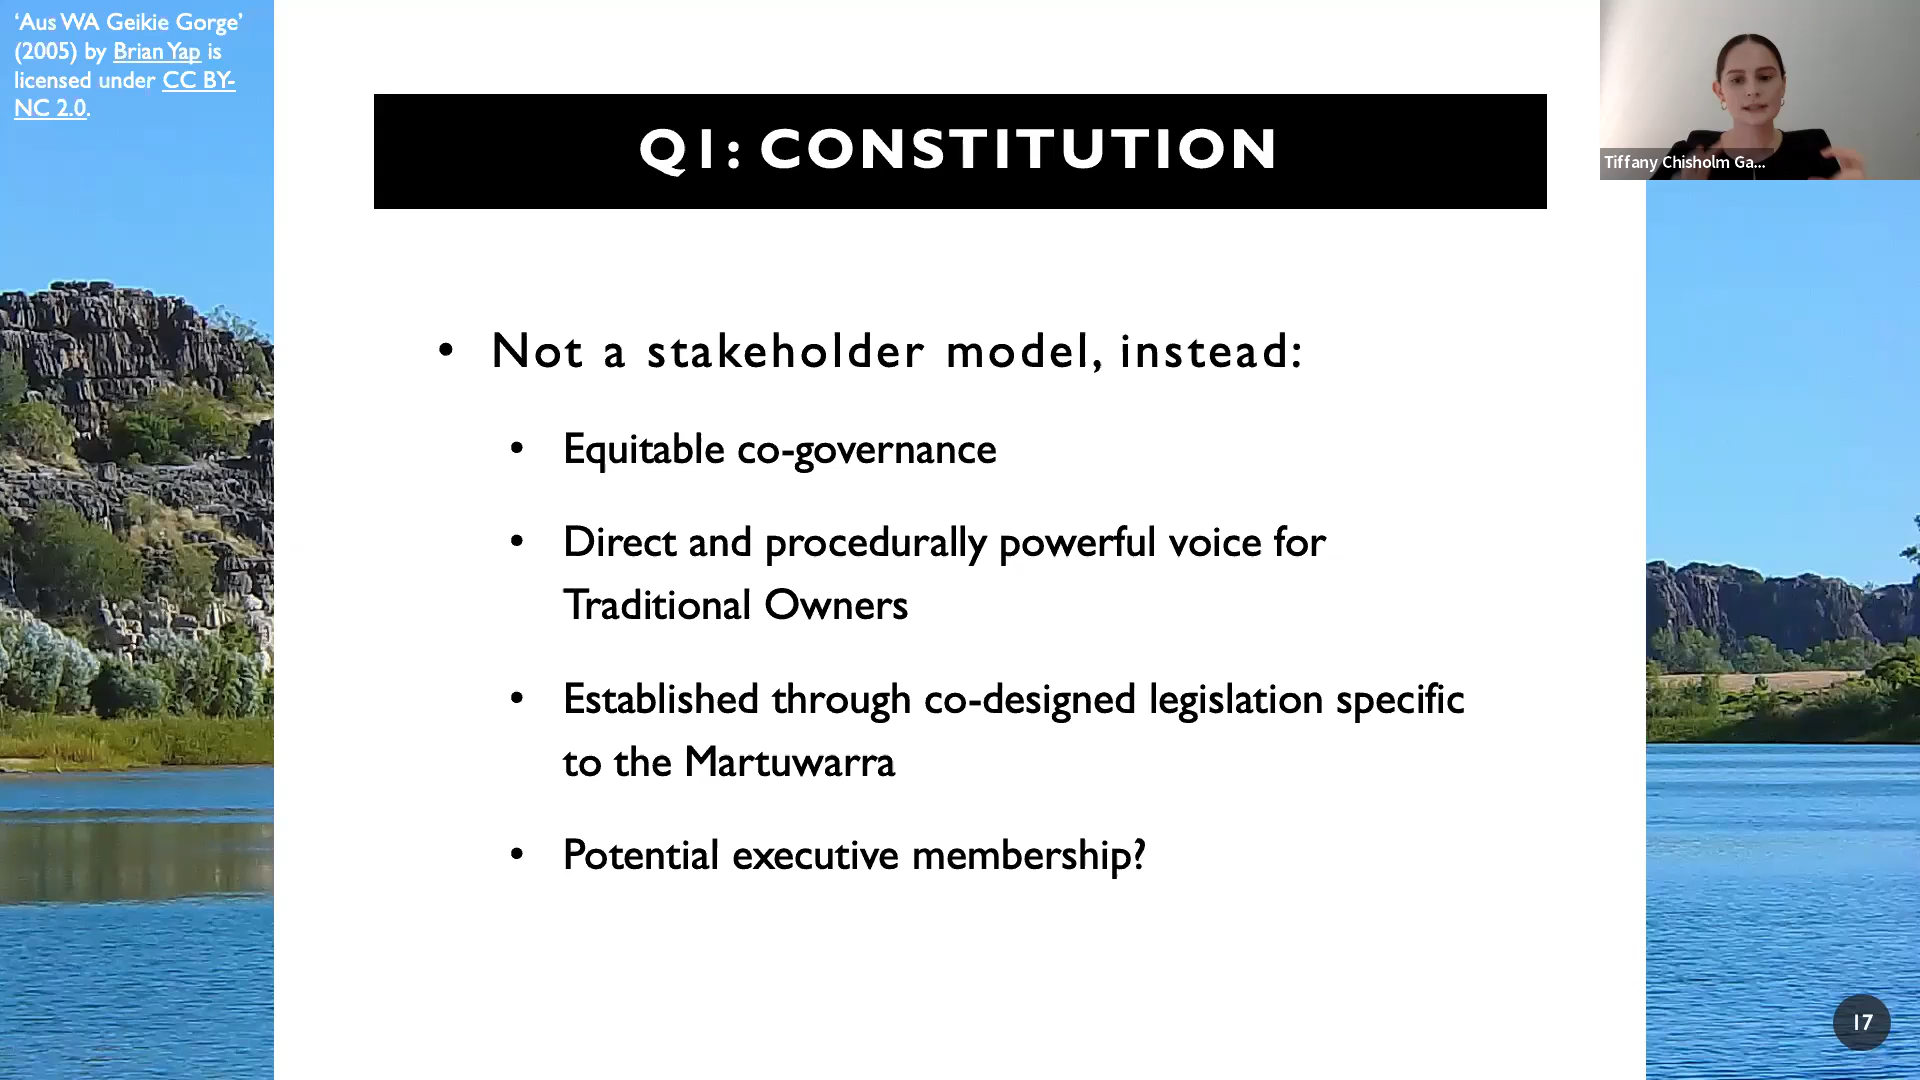 ‘Aus WA Geikie Gorge’
(2005) by Brian Yap is
licensed under CC BY-
NC 2.0.
Q1: CONSTITUTION
Tiffany Chisholm Ga...
• Not a stakeholder model, instead:
• Equitable co-governance
• Direct and procedurally powerful voice for
Traditional Owners
• Established through co-designed legislation specific
to the Martuwarra
• Potential executive membership?
17